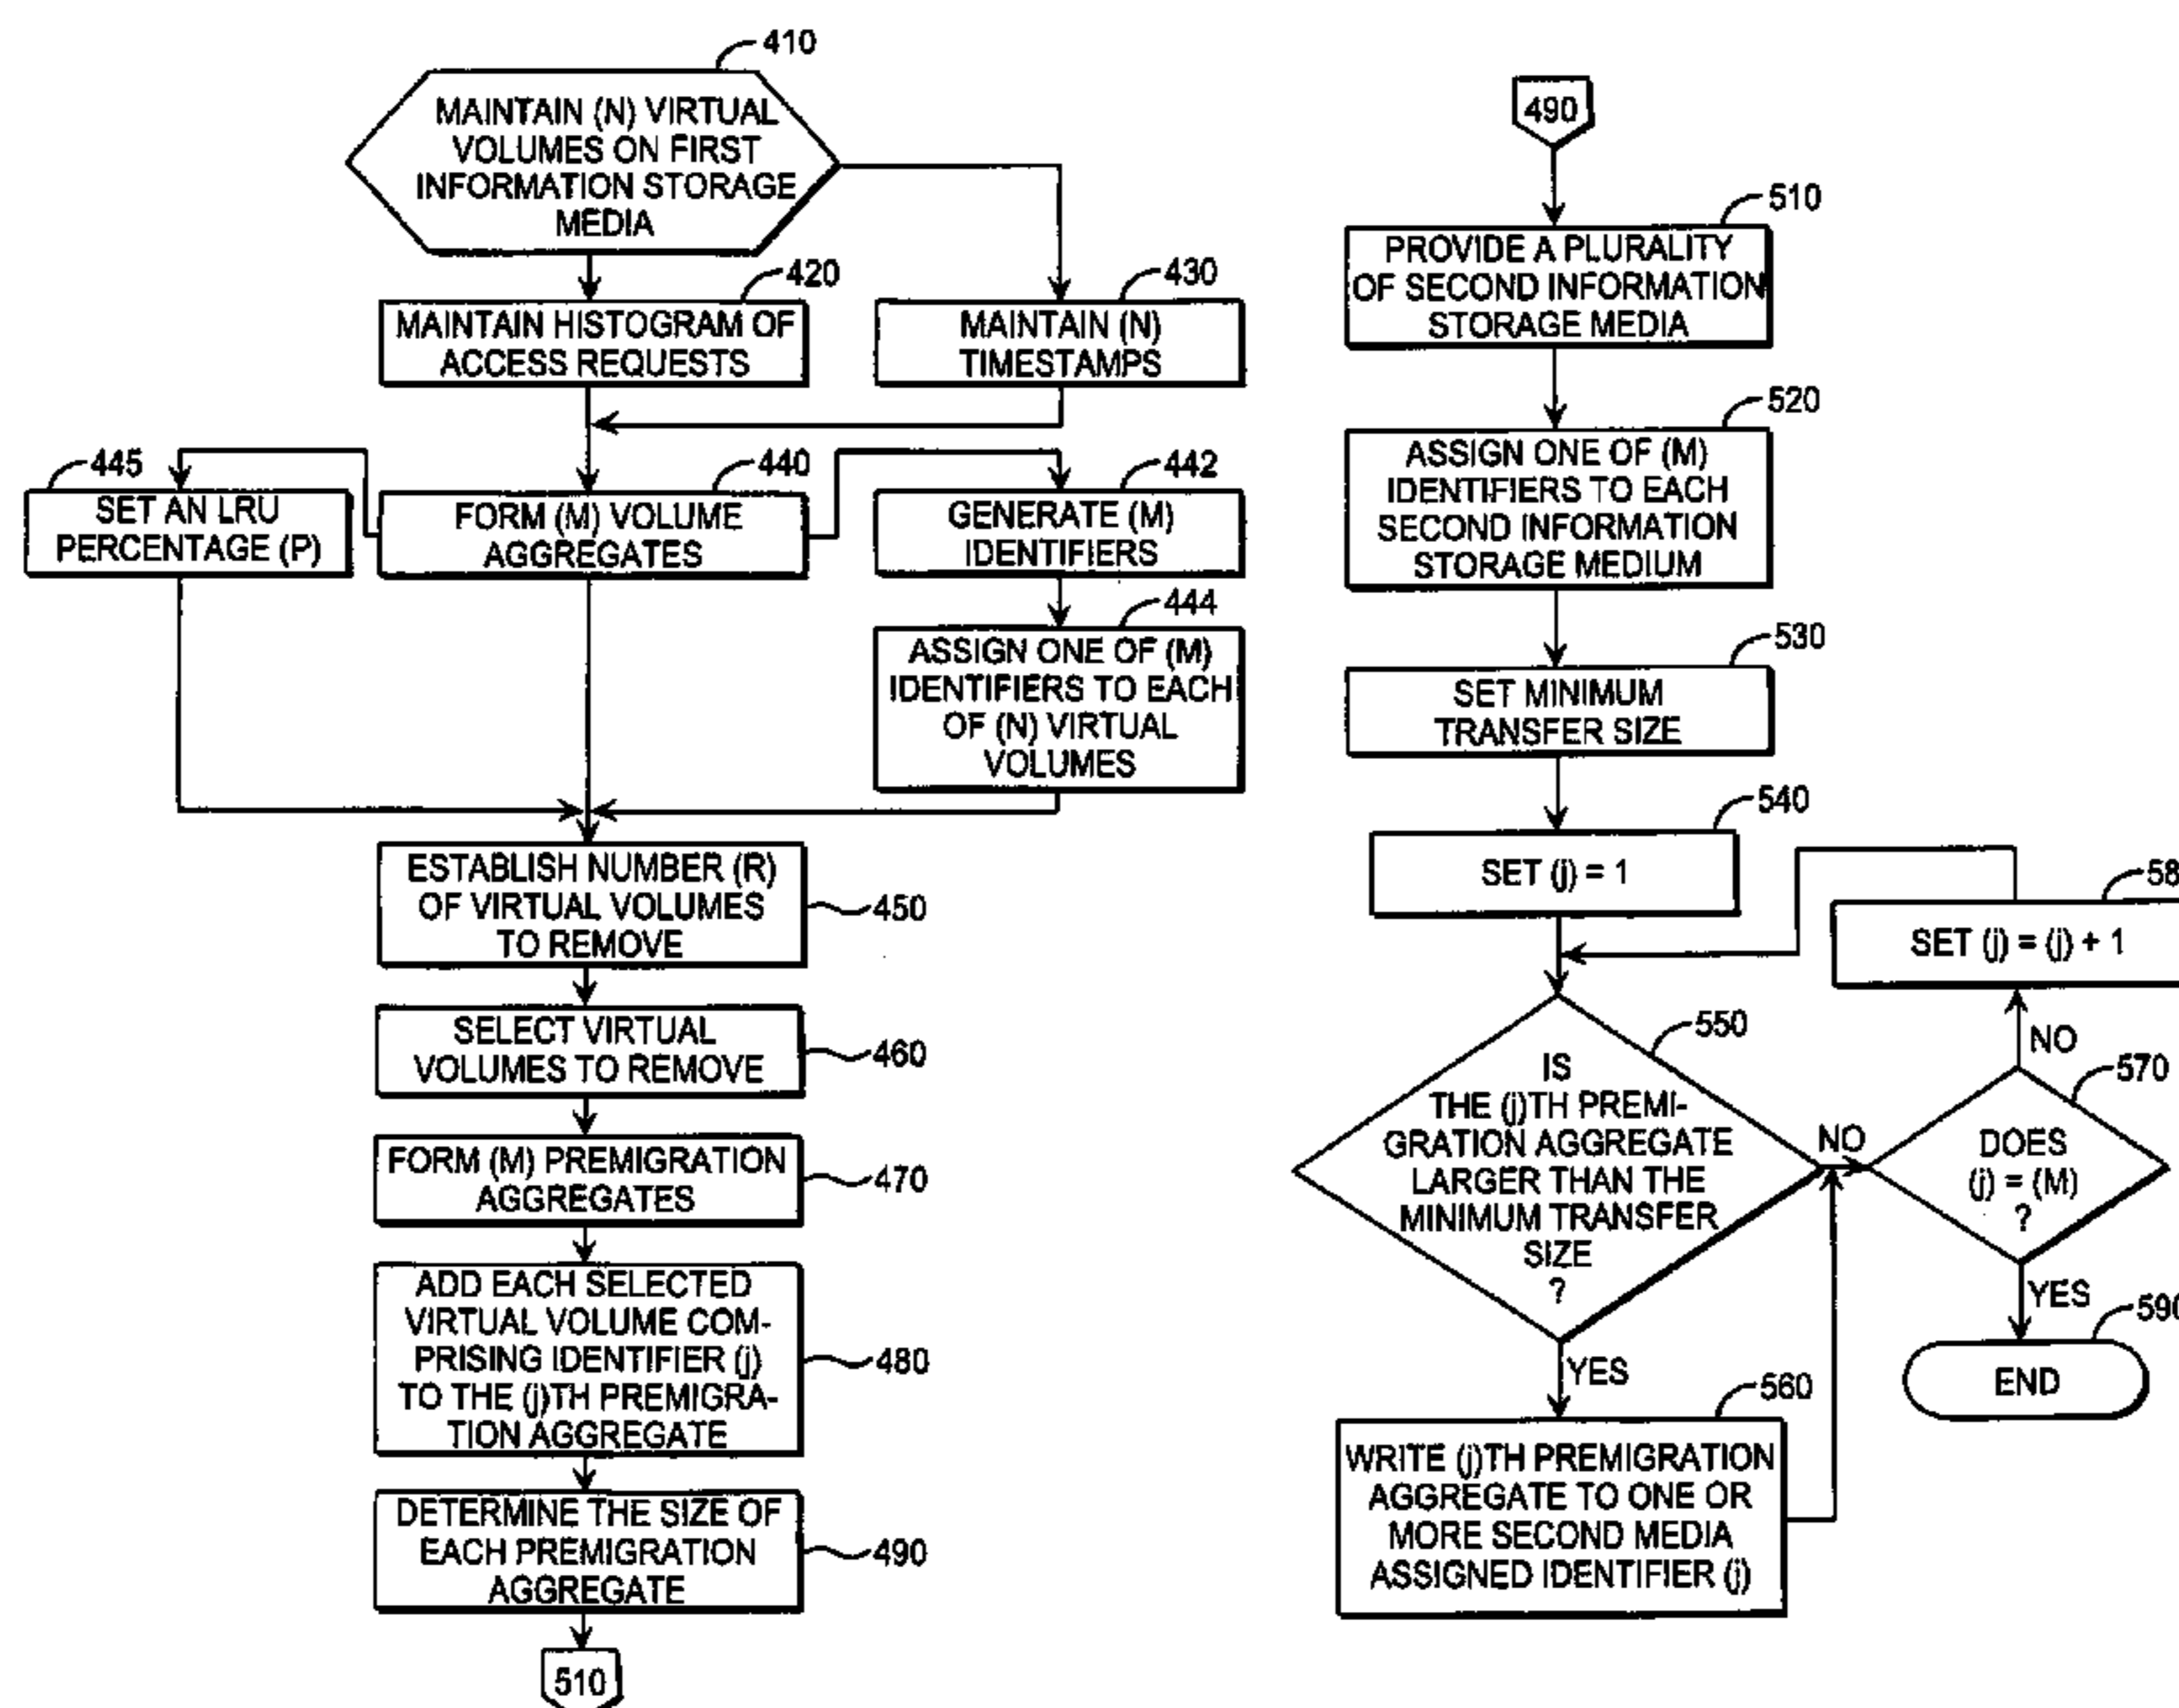 410
MAINTAIN (N) VIRTUAL
VOLUMES ON FIRST
INFORMATION STORAGE
MEDIA
420
MAINTAIN HISTOGRAM OF
ACCESS REQUESTS
430
MAINTAIN (N)
TIMESTAMPS
445
SET AN LRU
PERCENTAGE (P)
440
FORM (M) VOLUME
AGGREGATES
442
GENERATE (M)
IDENTIFIERS
444
ASSIGN ONE OF (M)
IDENTIFIERS TO EACH
OF (N) VIRTUAL
VOLUMES
ESTABLISH NUMBER (R)
OF VIRTUAL VOLUMES
TO REMOVE
450
SELECT VIRTUAL
VOLUMES TO REMOVE
460
FORM (M) PREMIGRATION
AGGREGATES
470
ADD EACH SELECTED
VIRTUAL VOLUME COM-
PRISING IDENTIFIER (j)
TO THE (j)TH PREMIGRA-
TION AGGREGATE
480
DETERMINE THE SIZE OF
EACH PREMIGRATION
AGGREGATE
490
510
490
510
PROVIDE A PLURALITY
OF SECOND INFORMATION
STORAGE MEDIA
520
ASSIGN ONE OF (M)
IDENTIFIERS TO EACH
SECOND INFORMATION
STORAGE MEDIUM
530
SET MINIMUM
TRANSFER SIZE
540
SET (j) = 1
58
SET (j) = (j) + 1
550
IS
THE (j)TH PREMI-
GRATION AGGREGATE
LARGER THAN THE
MINIMUM TRANSFER
SIZE
?
NO
YES
NO
570
DOES
(j) = (M)
?
YES
590
END
560
WRITE (j)TH PREMIGRATION
AGGREGATE TO ONE OR
MORE SECOND MEDIA
ASSIGNED IDENTIFIER (j)